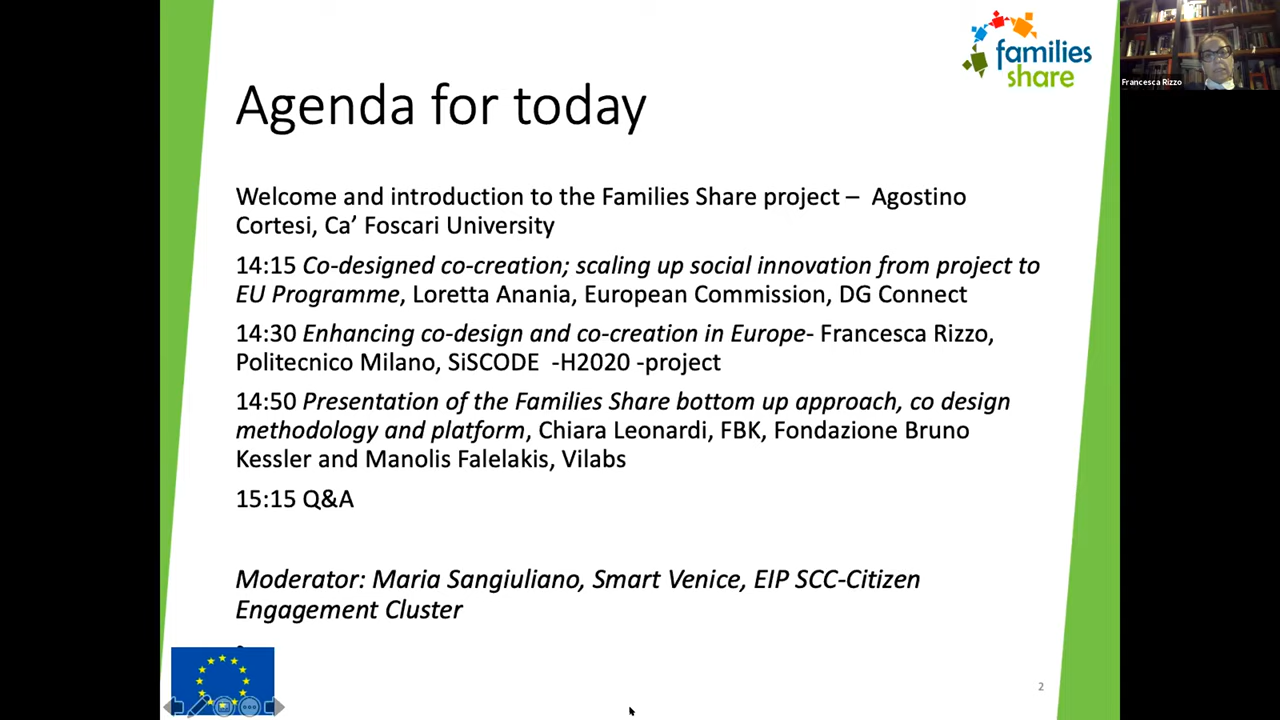 families
share
Francesca Rizzo
Agenda for today
Welcome and introduction to the Families Share project – Agostino
Cortesi, Ca’ Foscari University
14:15 Co-designed co-creation; scaling up social innovation from project to
EU Programme, Loretta Anania, European Commission, DG Connect
14:30 Enhancing co-design and co-creation in Europe- Francesca Rizzo,
Politecnico Milano, SiSCODE -H2020 -project
14:50 Presentation of the Families Share bottom up approach, co design
methodology and platform, Chiara Leonardi, FBK, Fondazione Bruno
Kessler and Manolis Falelakis, Vilabs
15:15 Q&A
Moderator: Maria Sangiuliano, Smart Venice, EIP SCC-Citizen
Engagement Cluster
2